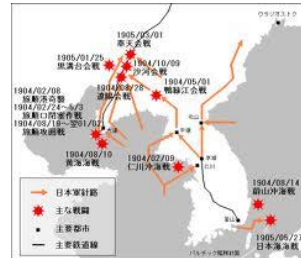 ウラジオストク
1905/03/01
奉天会戦
1905/01/25
黒溝台会戦
1904/10/09
沙河会戦
1904/08/28
遼陽会戦
1904/05/01
鴨緑江会戦
1904/02/08
旅順港奇襲
1904/02/24~5/3
旅順口閉塞作戦
1904/08/19~翌01/02
旅順攻囲戦
1904/08/10
黄海海戦
1904/02/09
仁川沖海戦
仁川
釜山
1904/08/14
蔚山沖海戦
1905/05/27
日本海海戦
バルチック艦隊針路
日本軍針路
主な戦闘
主要都市
主要鉄道線